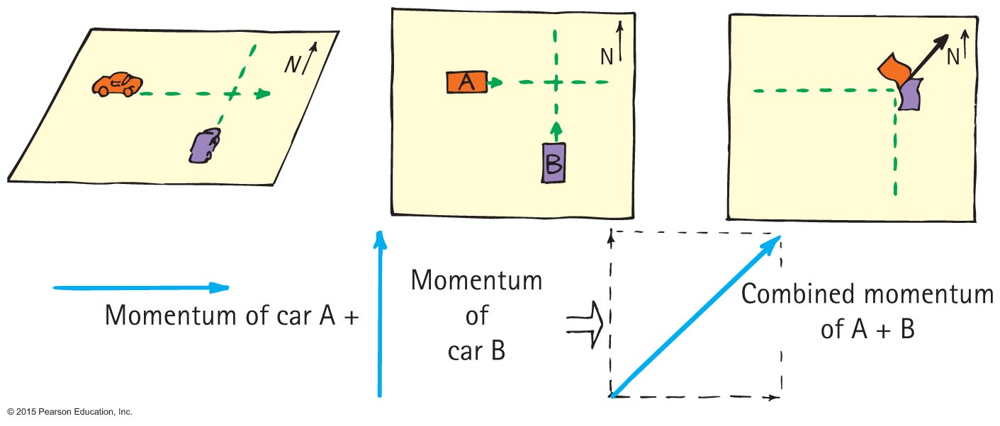 N
A
B
N
N
Momentum of car A +
Momentum
of
car B
Combined momentum
of A + B
© 2015 Pearson Education, Inc.